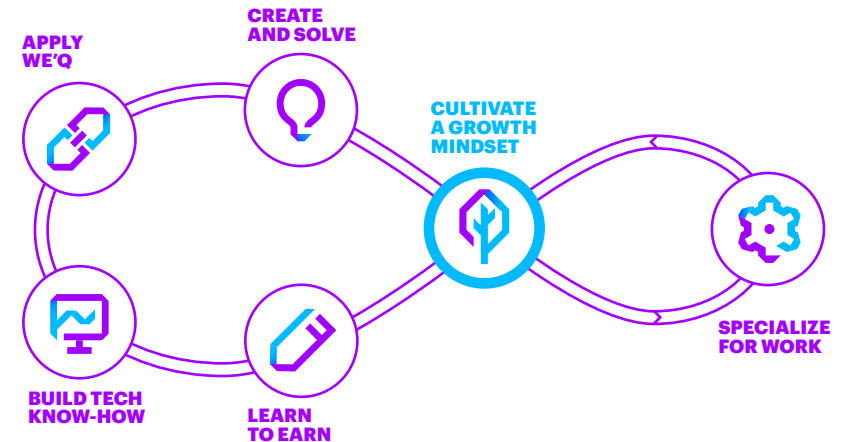 CREATE
AND SOLVE
APPLY
WE'Q
CULTIVATE
A GROWTH
MINDSET
SPECIALIZE
FOR WORK
BUILD TECH
KNOW-HOW
LEARN
TO EARN